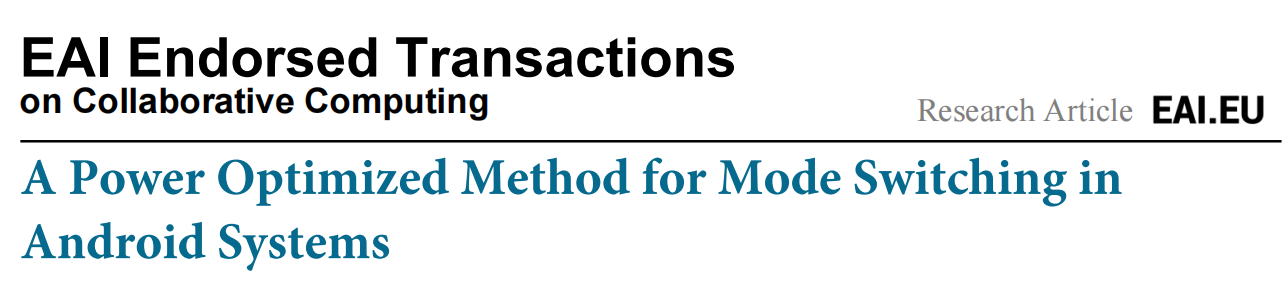 EAI Endorsed Transactions
on Collaborative Computing
Research Article EAI.EU
A Power Optimized Method for Mode Switching in
Android Systems